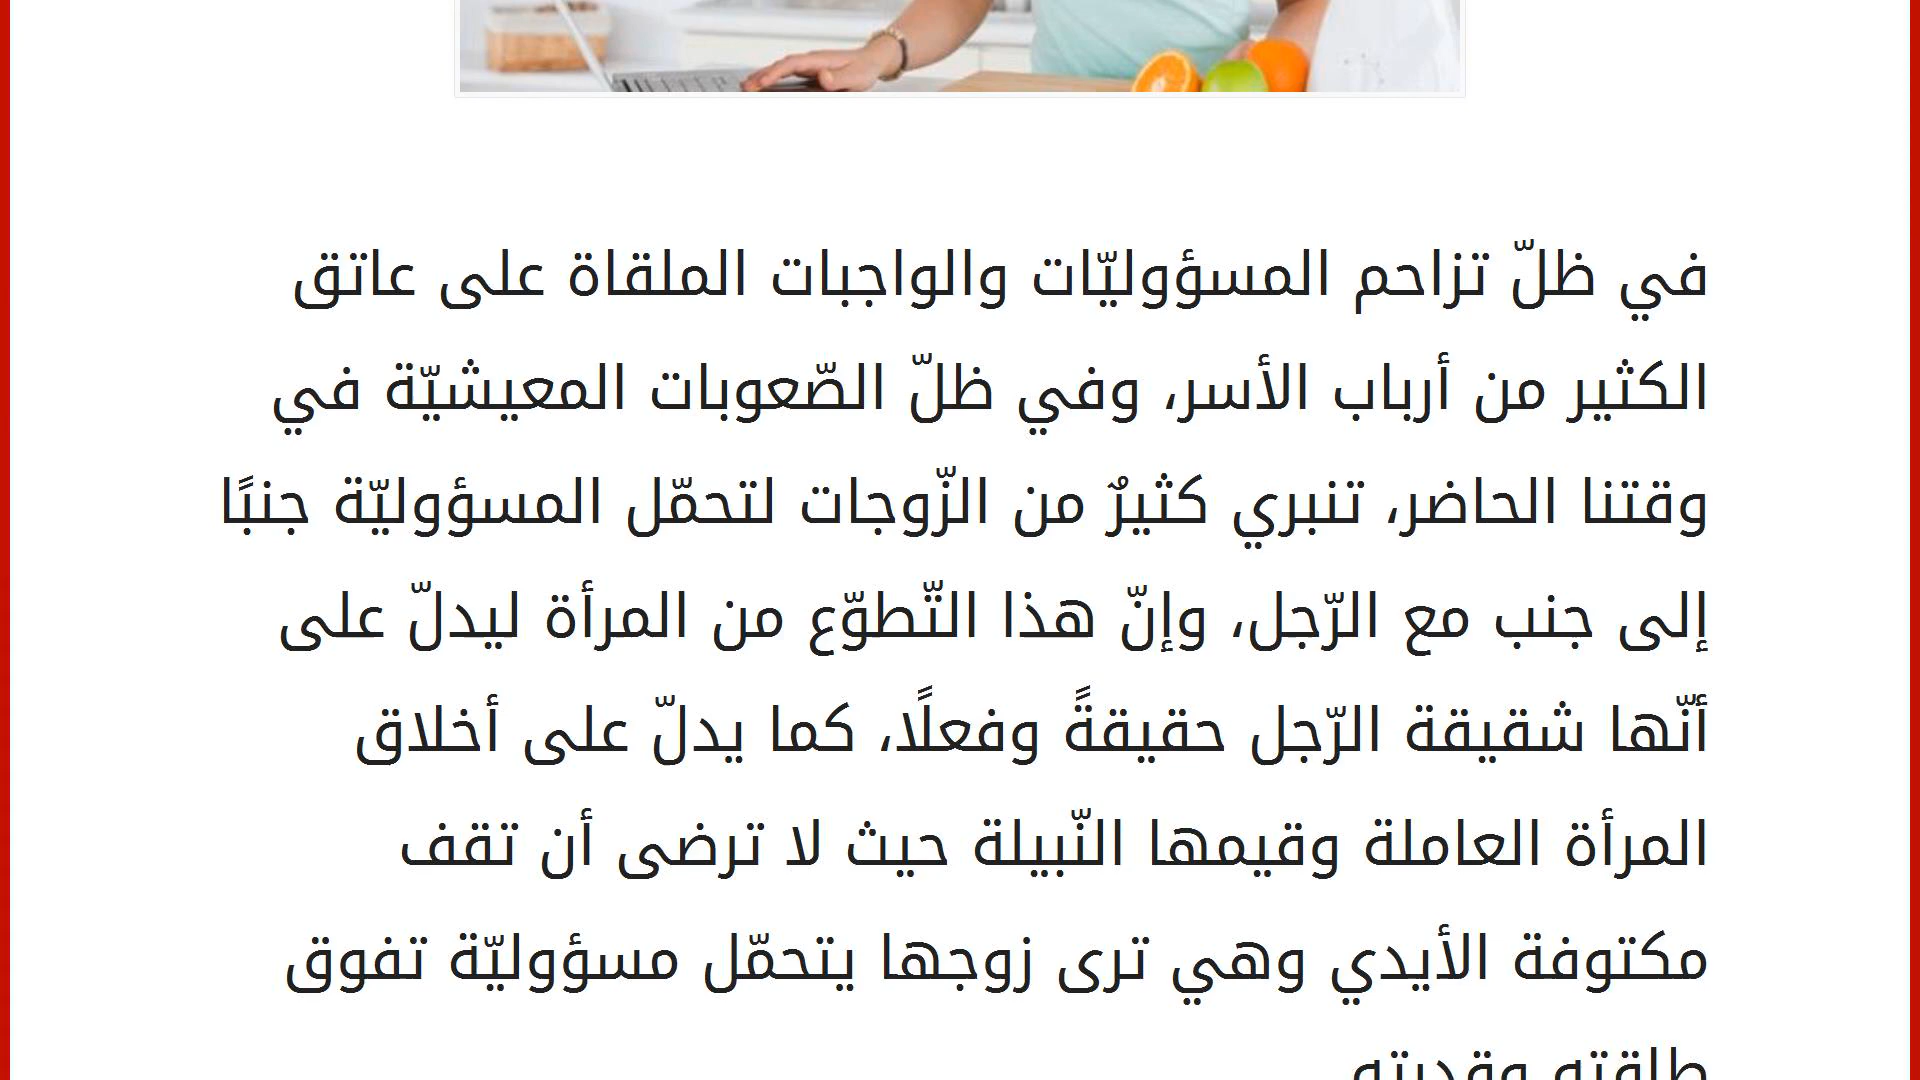 في ظلّ تزاحم المسؤوليّات والواجبات الملقاة على عاتق
الكثير من أرباب الأسر، وفي ظلّ الصّعوبات المعيشيّة في
وقتنا الحاضر، تنبري كثيرٌ من الزّوجات لتحمّل المسؤوليّة جنبًا
إلى جنب مع الرّجل، وإنّ هذا التّطوّع من المرأة ليدلّ على
أنّها شقيقة الرّجل حقيقةً وفعلًا، كما يدلّ على أخلاق
المرأة العاملة وقيمها النّبيلة حيث لا ترضى أن تقف
مكتوفة الأيدي وهي ترى زوجها يتحمّل مسؤوليّة تفوق
طاقته وقدرته